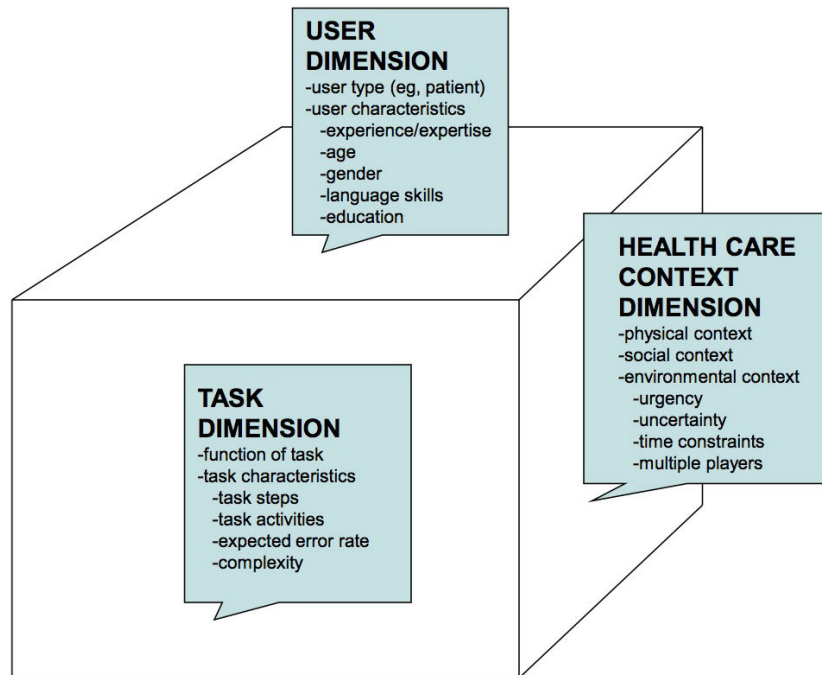 USER
DIMENSION
-user type (eg, patient)
-user characteristics
-experience/expertise
-age
-gender
-language skills
-education
HEALTH CARE
CONTEXT
DIMENSION
-physical context
-social context
-environmental context
-urgency
-uncertainty
-time constraints
-multiple players
TASK
DIMENSION
-function of task
-task characteristics
-task steps
-task activities
-expected error rate
-complexity